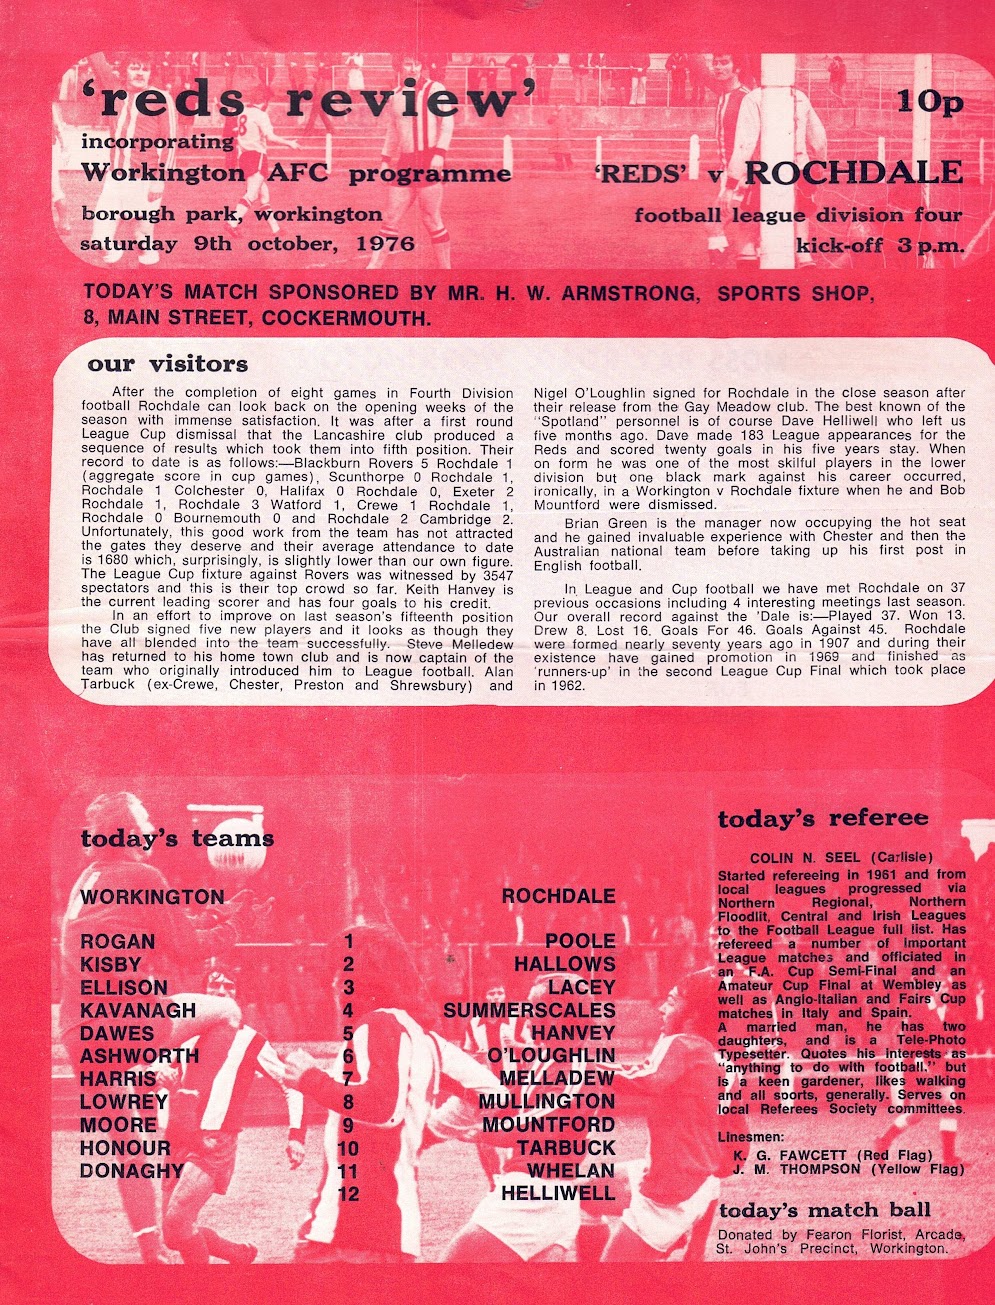 'reds review'
10p
incorporating
Workington AFC programme
'REDS' v ROCHDALE
borough park, workington
football league division four
saturday 9th october, 1976
kick-off 3 p.m.
TODAY'S MATCH SPONSORED BY MR. H. W. ARMSTRONG, SPORTS SHOP,
8, MAIN STREET, COCKERMOUTH.
our visitors
After the completion of eight games in Fourth Division
football Rochdale can look back on the opening weeks of the
season with immense satisfaction. It was after a first round
League Cup dismissal that the Lancashire club produced a
sequence of results which took them into fifth position. Their
record to date is as follows:—Blackburn Rovers 5 Rochdale 1
(aggregate score in cup games), Scunthorpe 0 Rochdale 1,
Rochdale 1 Colchester 0, Halifax 0 Rochdale 0, Exeter 2
Rochdale 1, Rochdale 3 Watford 1, Crewe 1 Rochdale 1,
Rochdale 0 Bournemouth 0 and Rochdale 2 Cambridge 2.
Unfortunately, this good work from the team has not attracted
the gates they deserve and their average attendance to date
is 1680 which, surprisingly, is slightly lower than our own figure.
The League Cup fixture against Rovers was witnessed by 3547
spectators and this is their top crowd so far. Keith Hanvey is
the current leading scorer and has four goals to his credit.
In an effort to improve on last season's fifteenth position
the Club signed five new players and it looks as though they
have all blended into the team successfully. Steve Melledew
has returned to his home town club and is now captain of the
team who originally introduced him to League football. Alan
Tarbuck (ex-Crewe, Chester, Preston and Shrewsbury) and
Nigel O'Loughlin signed for Rochdale in the close season after
their release from the Gay Meadow club. The best known of the
"Spotland" personnel is of course Dave Helliwell who left us
five months ago. Dave made 183 League appearances for the
Reds and scored twenty goals in his five years stay. When
on form he was one of the most skilful players in the lower
division but one black mark against his career occurred,
ironically, in a Workington v Rochdale fixture when he and Bob
Mountford were dismissed.
Brian Green is the manager now occupying the hot seat
and he gained invaluable experience with Chester and then the
Australian national team before taking up his first post in
English football.
In League and Cup football we have met Rochdale on 37
previous occasions including 4 interesting meetings last season.
Our overall record against the 'Dale is:—Played 37. Won 13.
Drew 8. Lost 16. Goals For 46. Goals Against 45. Rochdale
were formed nearly seventy years ago in 1907 and during their
existence have gained promotion in 1969 and finished as
'runners-up' in the second League Cup Final which took place
in 1962.
today's teams
WORKINGTON ROCHDALE
ROGAN 1 POOLE
KISBY 2 HALLOWS
ELLISON 3 LACEY
KAVANAGH 4 SUMMERSCALES
DAWES 5 HANVEY
ASHWORTH 6 O'LOUGHLIN
HARRIS 7 MELLADEW
LOWREY 8 MULLINGTON
MOORE 9 MOUNTFORD
HONOUR 10 TARBUCK
DONAGHY 11 WHELAN
12 HELLIWELL
today's referee
COLIN N. SEEL (Carlisle)
Started refereeing in 1961 and from
local leagues progressed via
Northern Regional, Northern
Floodlit, Central and Irish Leagues
to the Football League full list. Has
refereed a number of important
League matches and officiated in
an F.A. Cup Semi-Final and an
Amateur Cup Final at Wembley as
well as Anglo-Italian and Fairs Cup
matches in Italy and Spain.
A married man, he has two
daughters, and is a Tele-Photo
Typesetter. Quotes his interests as
"anything to do with football." but
is a keen gardener, likes walking
and all soorts, generally. Serves on
local Referees Society committees.
Linesmen:
K. G. FAWCETT (Red Flag)
J. M. THOMPSON (Yellow Flag)
today's match ball
Donated by Fearon Florist, Arcade,
St. John's Precinct, Workington.